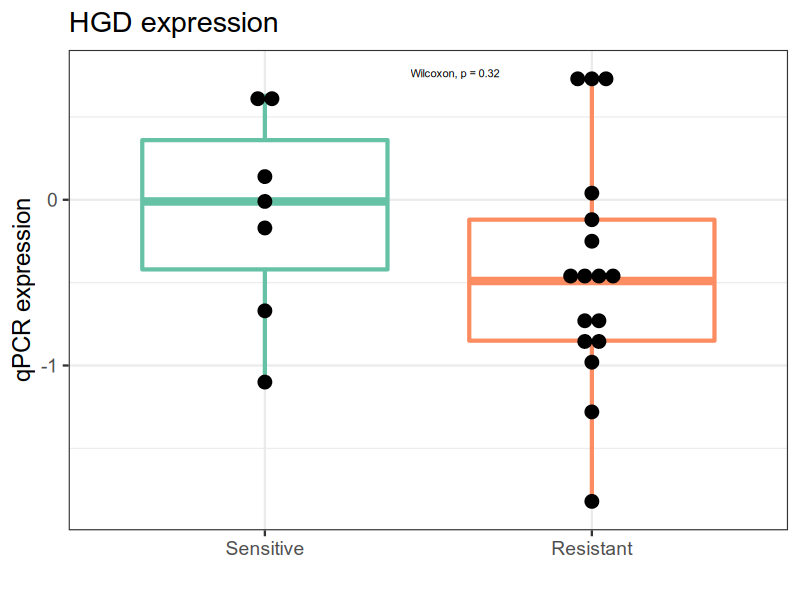 HGD expression
Wilcoxon, p = 0.32
qPCR expression
0
-1
Sensitive
Resistant